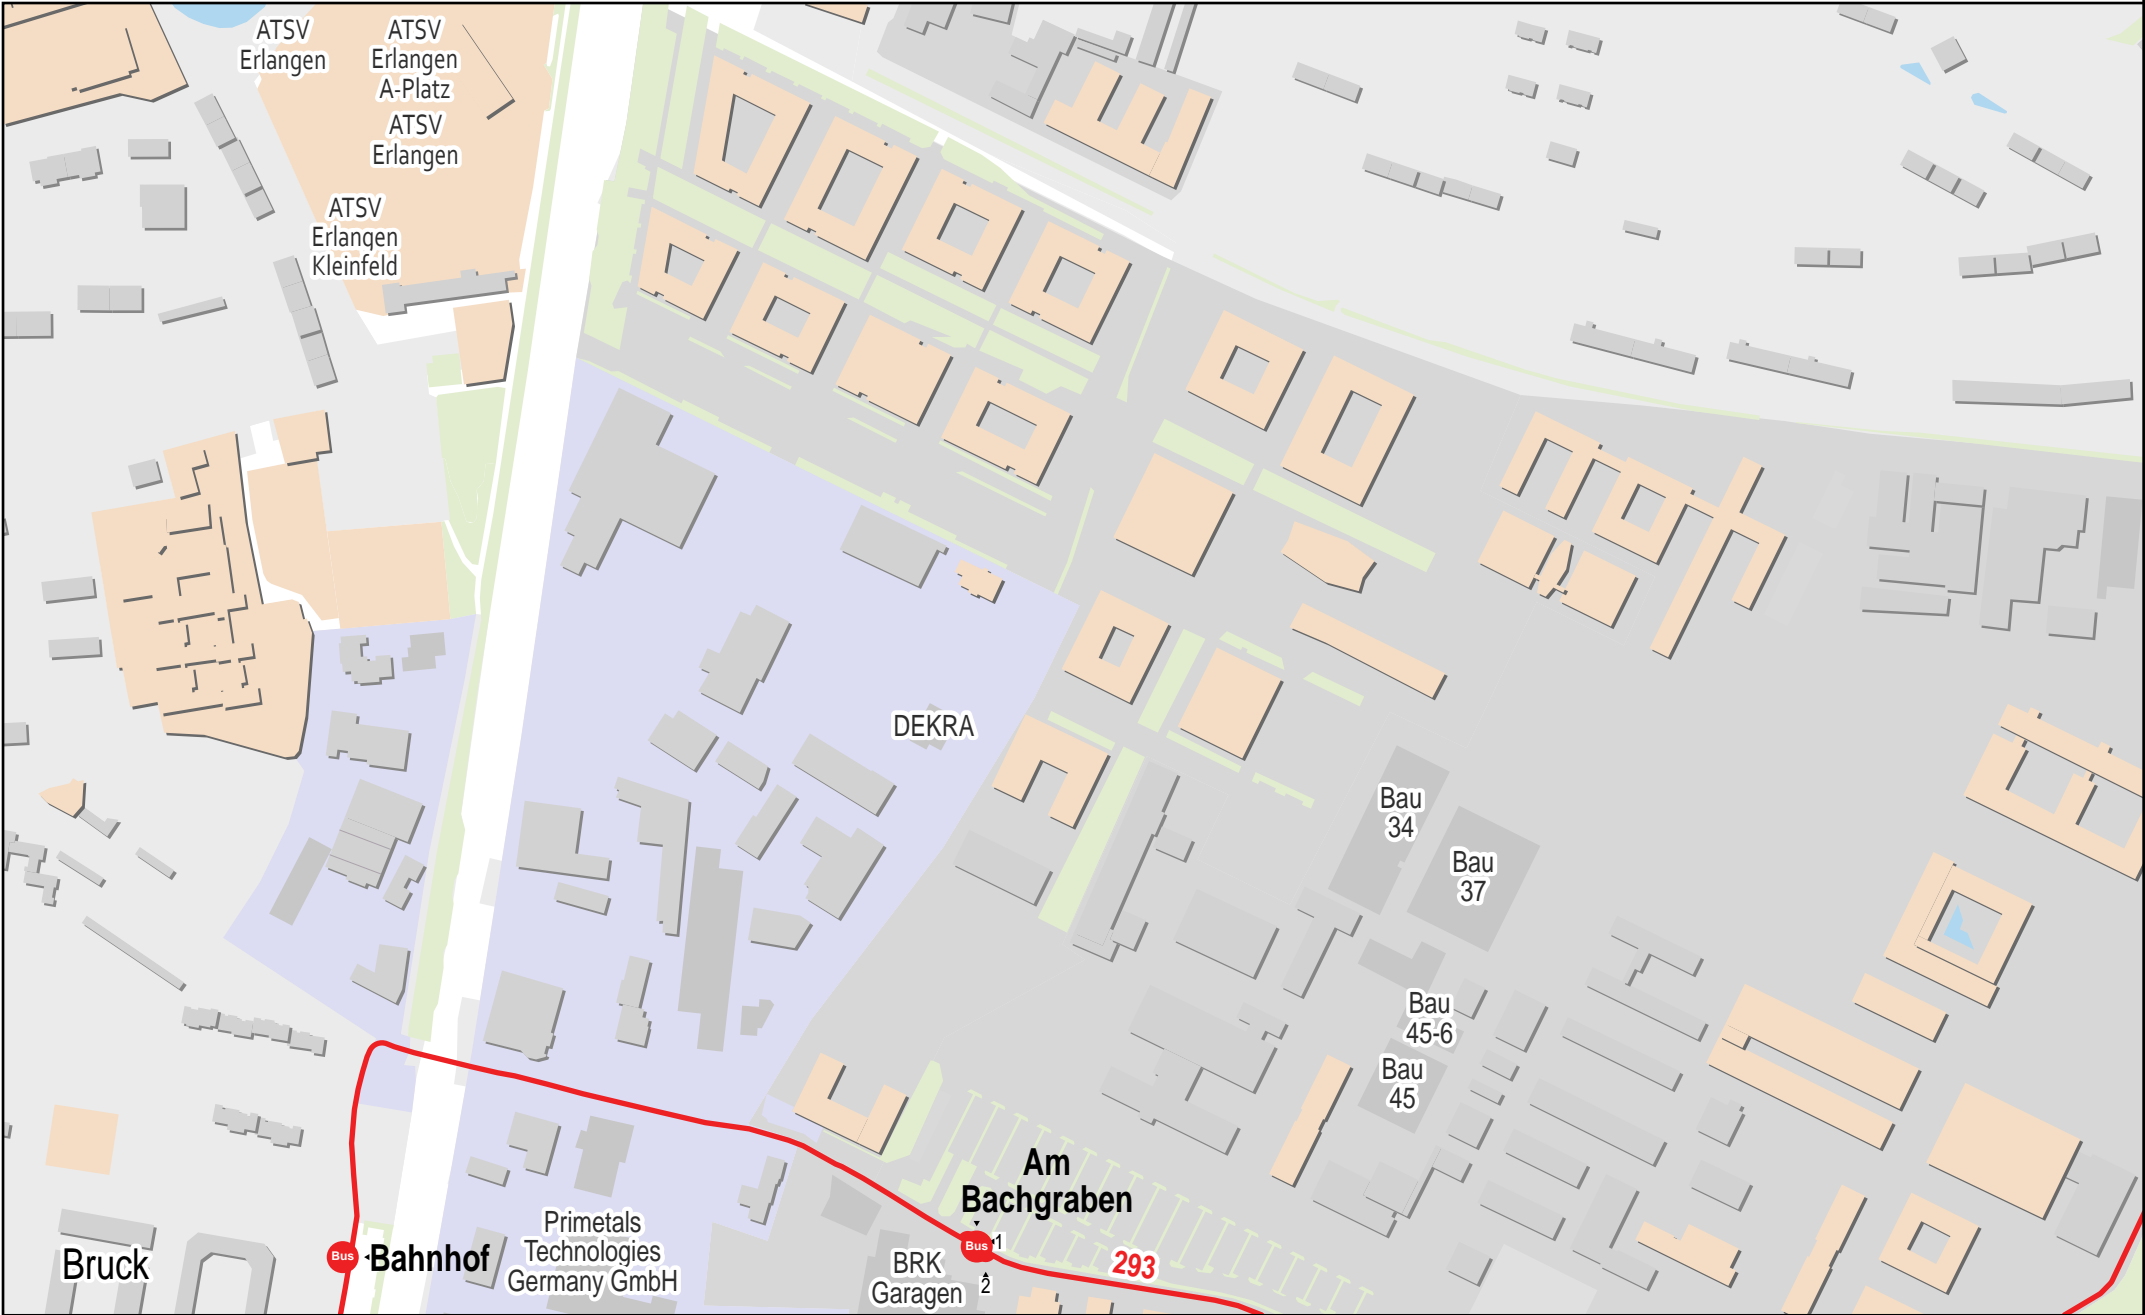 ATSV
Erlangen
ATSV
Erlangen
A-Platz
ATSV
Erlangen
ATSV
Erlangen
Kleinfeld
DEKRA
Bau
34
Bau
37
Bau
45-6
Bau
45
Am
Bachgraben
Bus
1
2
293
Bus
Bahnhof
Bruck
Primetals
Technologies
Germany GmbH
BRK
Garagen